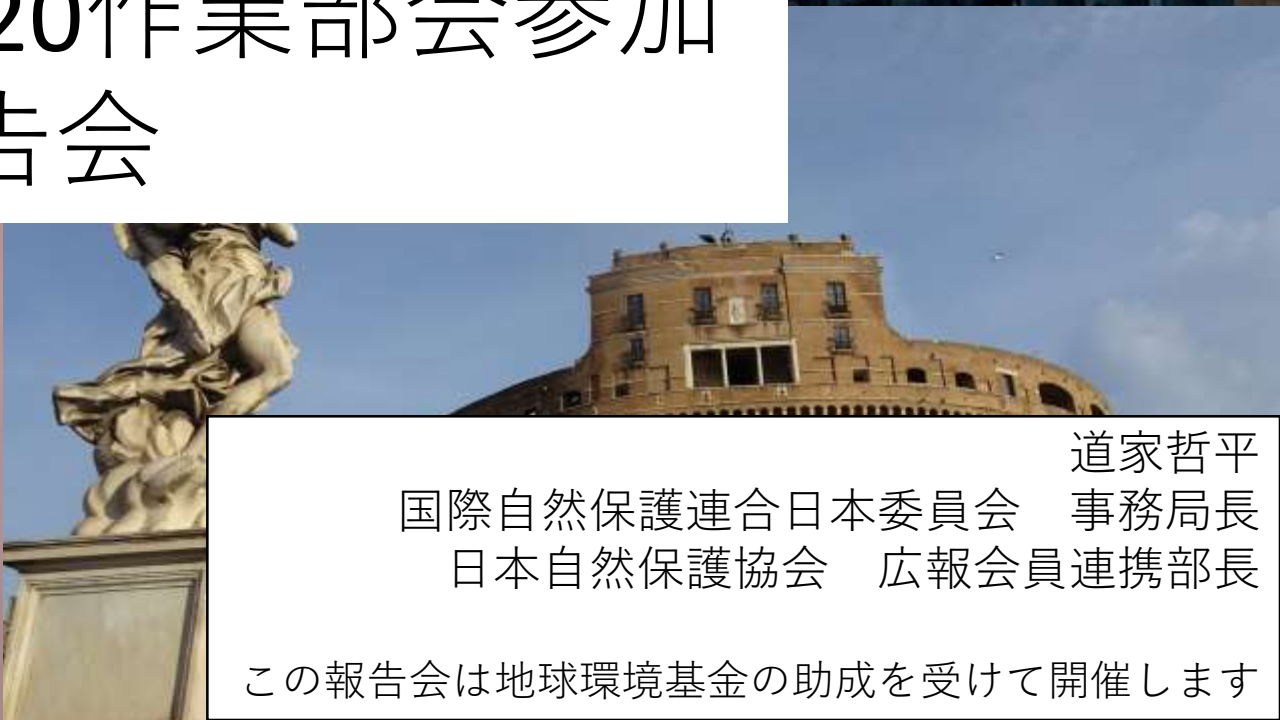 20作業部会参加
告会
道家哲平
国際自然保護連合日本委員会　事務局長
日本自然保護協会　広報会員連携部長
この報告会は地球環境基金の助成を受けて開催します